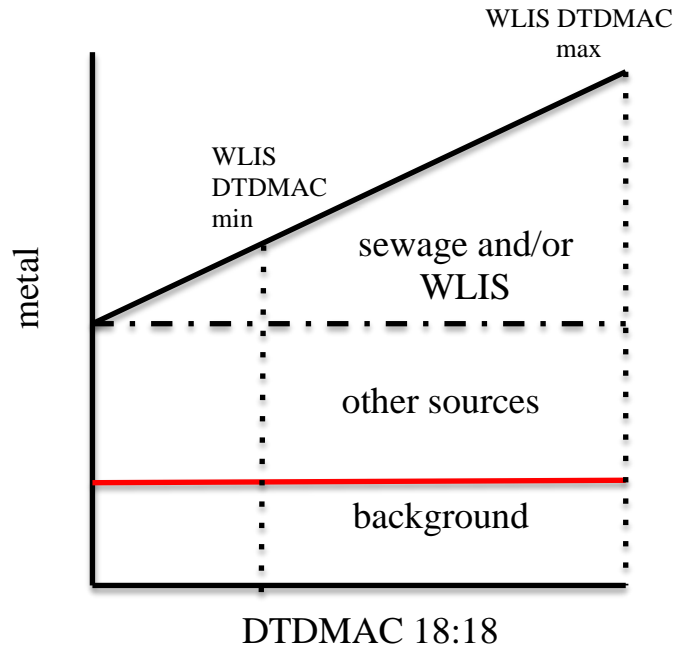 WLIS DTDMAC
max
WLIS
DTDMAC
min
sewage and/or
WLIS
metal
other sources
background
DTDMAC 18:18